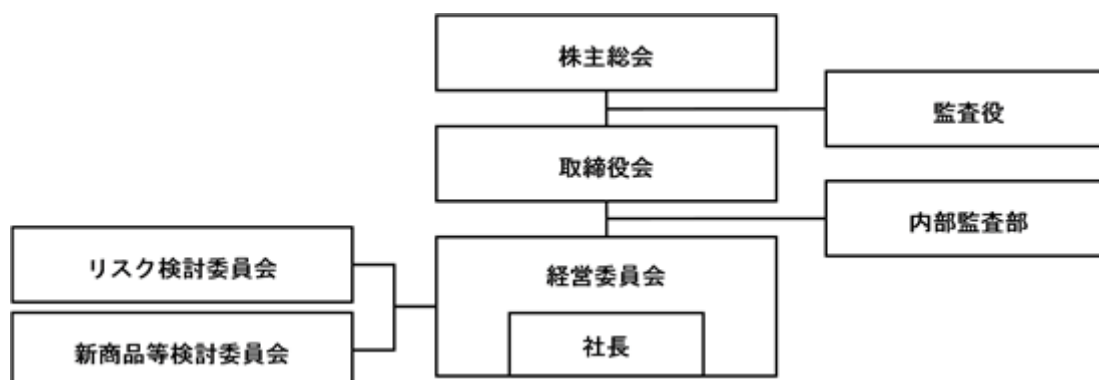 株主総会
監査役
取締役会
内部監査部
リスク検討委員会
経営委員会
新商品等検討委員会
社長